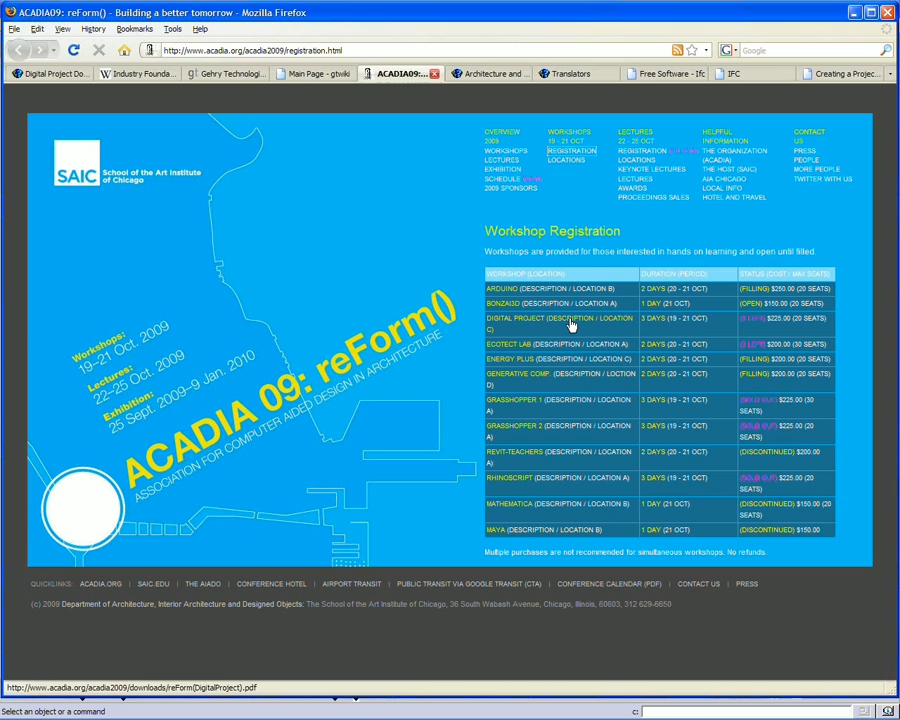 ACADIA09: reForm() - Building a better tomorrow - Mozilla Firefox
File Edit View History Bookmarks Tools Help
http://www.acadia.org/acadia2009/registration.html
Google
Digital Project Do...
Industry Founda...
Gehry Technologi...
Main Page - gtwiki
ACADIA09:...
Architecture and ...
Translators
Free Software - Ifc
IFC
Creating a Projec...
SAIC School of the Art Institute
of Chicago
OVERVIEW
2009
WORKSHOPS
LECTURES
EXHIBITION
SCHEDULE
2009 SPONSORS
WORKSHOPS
19 - 21 OCT
REGISTRATION
LOCATIONS
LECTURES
22 - 25 OCT
REGISTRATION
LOCATIONS
KEYNOTE LECTURES
LECTURES
AWARDS
PROCEEDINGS SALES
HELPFUL
INFORMATION
THE ORGANIZATION
(ACADIA)
THE HOST (SAIC)
AIA CHICAGO
LOCAL INFO
HOTEL AND TRAVEL
CONTACT
US
PRESS
PEOPLE
MORE PEOPLE
TWITTER WITH US
Workshops:
19–21 Oct. 2009
Lectures:
22–25 Oct. 2009
Exhibition:
25 Sept. 2009–9 Jan. 2010
ACADIA 09: reForm()
ASSOCIATION FOR COMPUTER AIDED DESIGN IN ARCHITECTURE
Workshop Registration
Workshops are provided for those interested in hands on learning and open until filled.
WORKSHOP (LOCATION) DURATION (PERIOD) STATUS (COST / MAX SEATS)
ARDUINO (DESCRIPTION / LOCATION B) 2 DAYS (20 - 21 OCT) (FILLING) $250.00 (20 SEATS)
BONZAI3D (DESCRIPTION / LOCATION A) 1 DAY (21 OCT) (OPEN) $150.00 (20 SEATS)
DIGITAL PROJECT (DESCRIPTION / LOCATION 3 DAYS (19 - 21 OCT) $225.00 (20 SEATS)
C)
ECOTECT LAB (DESCRIPTION / LOCATION A) 2 DAYS (20 - 21 OCT) $200.00 (30 SEATS)
ENERGY PLUS (DESCRIPTION / LOCATION C) 2 DAYS (20 - 21 OCT) (FILLING) $200.00 (20 SEATS)
GENERATIVE COMP. (DESCRIPTION / LOCTION 2 DAYS (20 - 21 OCT) (FILLING) $200.00 (20 SEATS)
D)
GRASSHOPPER 1 (DESCRIPTION / LOCATION 3 DAYS (19 - 21 OCT) (SOLD OUT) $225.00 (30
A) SEATS)
GRASSHOPPER 2 (DESCRIPTION / LOCATION 3 DAYS (19 - 21 OCT) (SOLD OUT) $225.00 (20
A) SEATS)
REVIT-TEACHERS (DESCRIPTION / LOCATION 2 DAYS (20 - 21 OCT) (DISCONTINUED) $200.00
A)
RHINOSCRIPT (DESCRIPTION / LOCATION 3 DAYS (19 - 21 OCT) (SOLD OUT) $225.00 (20
A) SEATS)
MATHEMATICA (DESCRIPTION / LOCATION B) 1 DAY (21 OCT) (DISCONTINUED) $150.00 (20
SEATS)
MAYA (DESCRIPTION / LOCATION B) 1 DAY (21 OCT) (DISCONTINUED) $150.00
Multiple purchases are not recommended for simultaneous workshops. No refunds.
QUICKLINKS: ACADIA.ORG | SAIC.EDU | THE AIADO | CONFERENCE HOTEL | AIRPORT TRANSIT | PUBLIC TRANSIT VIA GOOGLE TRANSIT (CTA) | CONFERENCE CALENDAR (PDF) | CONTACT US | PRESS
(c) 2009 Department of Architecture, Interior Architecture and Designed Objects: The School of the Art Institute of Chicago, 36 South Wabash Avenue, Chicago, Illinois, 60603, 312 629-6650
http://www.acadia.org/acadia2009/downloads/reForm(DigitalProject).pdf
Select an object or a command c: